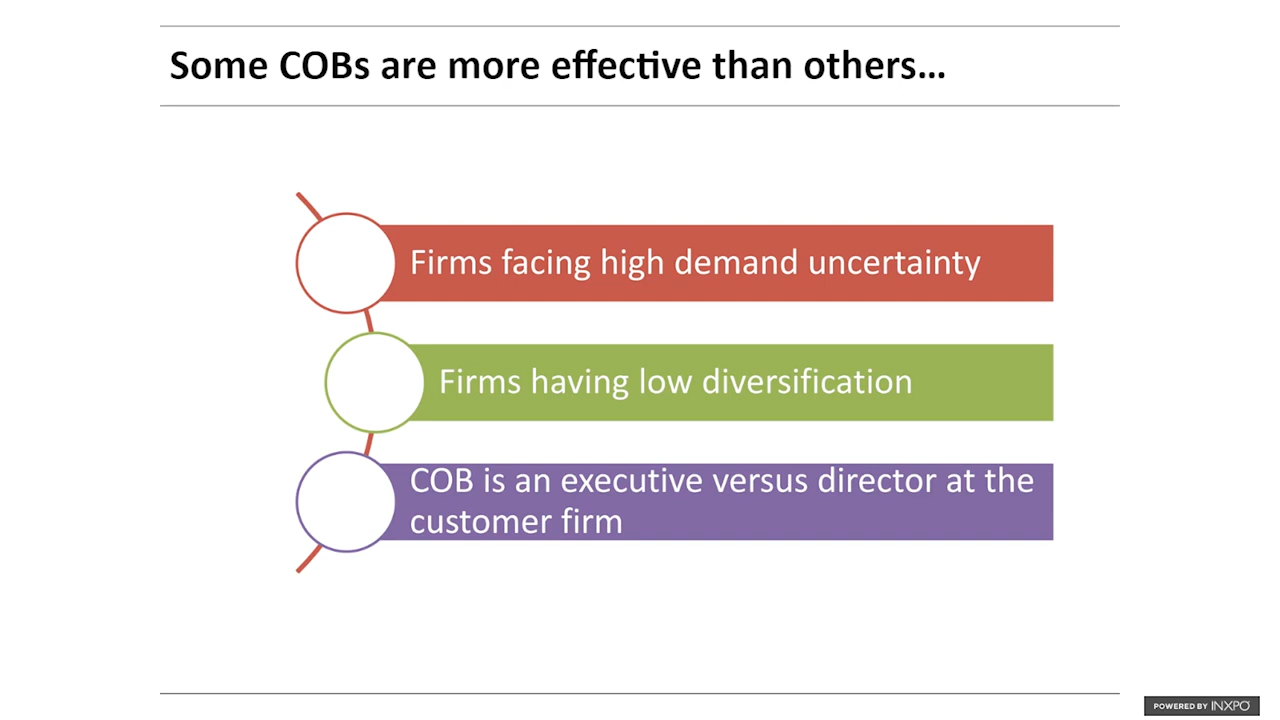 Some COBs are more effective than others...
Firms facing high demand uncertainty
Firms having low diversification
COB is an executive versus director at the
customer firm
POWERED BY INXPO